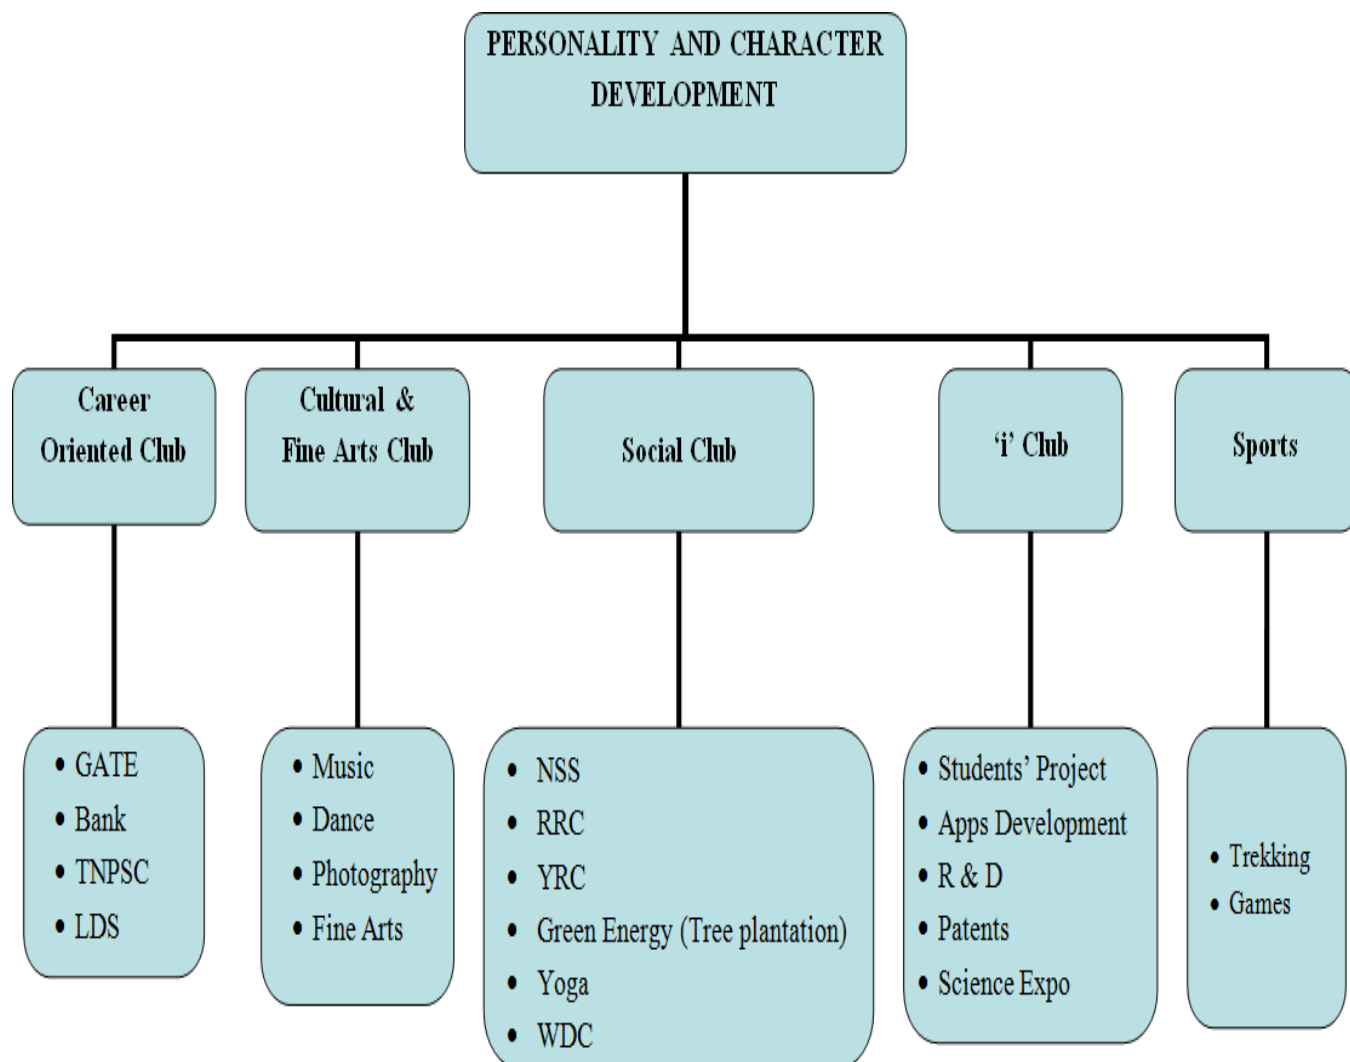 PERSONALITY AND CHARACTER
DEVELOPMENT
Career
Oriented Club
Cultural &
Fine Arts Club
Social Club
‘i’ Club
Sports
• GATE
• Bank
• TNPSC
• LDS
• Music
• Dance
• Photography
• Fine Arts
• NSS
• RRC
• YRC
• Green Energy (Tree plantation)
• Yoga
• WDC
• Students’ Project
• Apps Development
• R & D
• Patents
• Science Expo
• Trekking
• Games